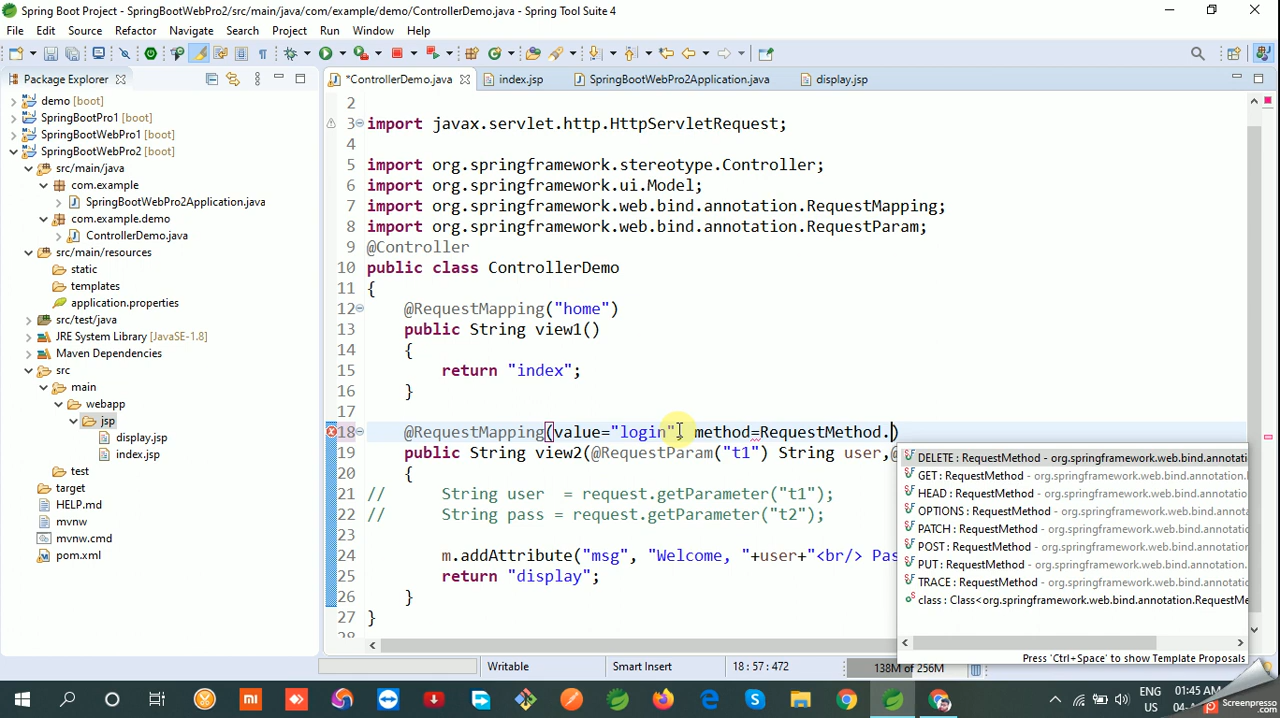 Spring Boot Project - SpringBootWebPro2/src/main/java/com/example/demo/ControllerDemo.java - Spring Tool Suite 4
File Edit Source Refactor Navigate Search Project Run Window Help
Package Explorer
*ControllerDemo.java index.jsp SpringBootWebPro2Application.java display.jsp
demo [boot]
SpringBootPro1 [boot]
SpringBootWebPro1 [boot]
SpringBootWebPro2 [boot]
src/main/java
com.example
SpringBootWebPro2Application.java
com.example.demo
ControllerDemo.java
src/main/resources
static
templates
application.properties
src/test/java
JRE System Library [JavaSE-1.8]
Maven Dependencies
src
main
webapp
jsp
display.jsp
index.jsp
test
target
HELP.md
mvnw
mvnw.cmd
pom.xml
2
3 import javax.servlet.http.HttpServletRequest;
4
5 import org.springframework.stereotype.Controller;
6 import org.springframework.ui.Model;
7 import org.springframework.web.bind.annotation.RequestMapping;
8 import org.springframework.web.bind.annotation.RequestParam;
9 @Controller
10 public class ControllerDemo
11 {
12 @RequestMapping("home")
13 public String view1()
14 {
15 return "index";
16 }
17
18 @RequestMapping(value="login", method=RequestMethod.)
19 public String view2(@RequestParam("t1") String user,@
20 {
21 // String user = request.getParameter("t1");
22 // String pass = request.getParameter("t2");
23
24 m.addAttribute("msg", "Welcome, "+user+"<br/> Pas
25 return "display";
26 }
27 }
28
DELETE : RequestMethod - org.springframework.web.bind.annotati
GET : RequestMethod - org.springframework.web.bind.annotation.
HEAD : RequestMethod - org.springframework.web.bind.annotatio
OPTIONS : RequestMethod - org.springframework.web.bind.annota
PATCH : RequestMethod - org.springframework.web.bind.annotatio
POST : RequestMethod - org.springframework.web.bind.annotation
PUT : RequestMethod - org.springframework.web.bind.annotation.
TRACE : RequestMethod - org.springframework.web.bind.annotatio
class : Class<org.springframework.web.bind.annotation.RequestMe
Press 'Ctrl+Space' to show Template Proposals
Writable Smart Insert 18 : 57 : 472 138M of 256M
ENG 01:45 AM
US 04-
Screenpresso
.com